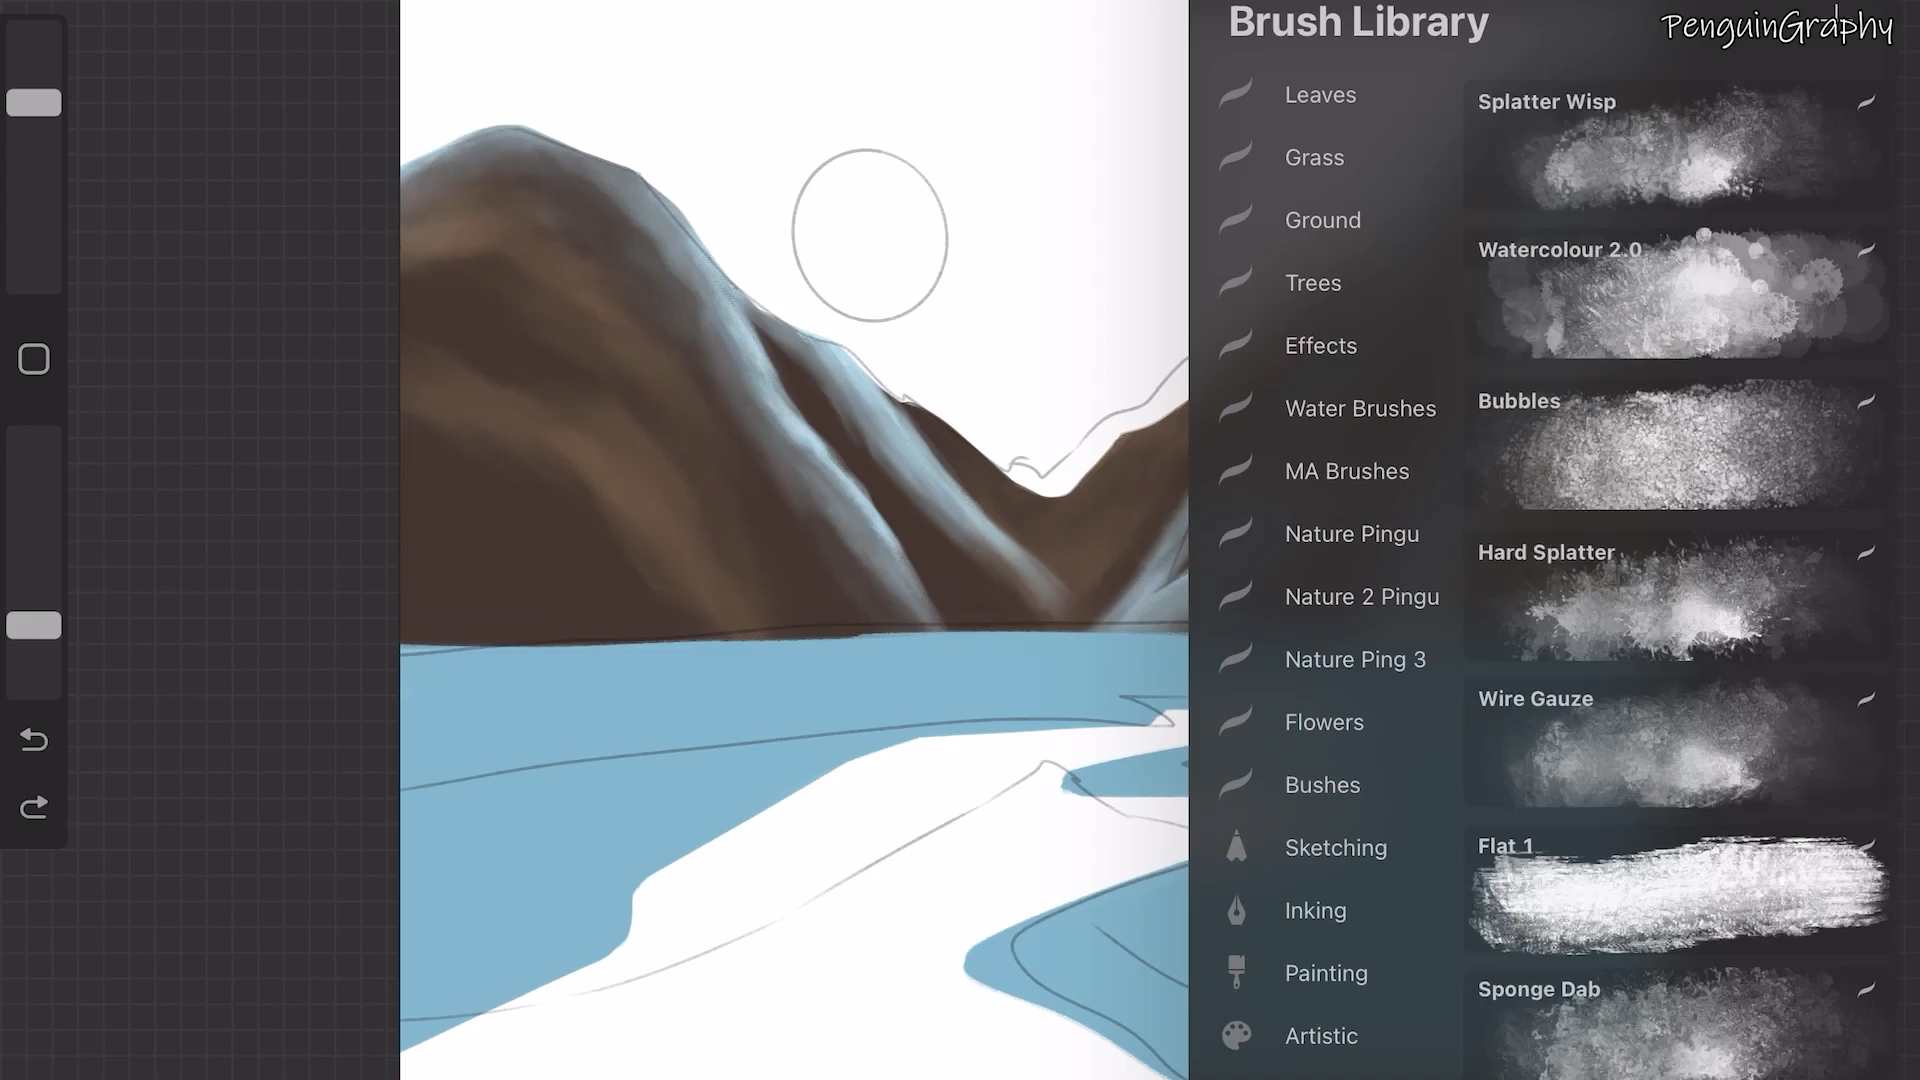 Brush Library
PenguinGraphy
Leaves
Grass
Ground
Trees
Effects
Water Brushes
MA Brushes
Nature Pingu
Nature 2 Pingu
Nature Ping 3
Flowers
Bushes
Sketching
Inking
Painting
Artistic
Splatter Wisp
Watercolour 2.0
Bubbles
Hard Splatter
Wire Gauze
Flat 1
Sponge Dab